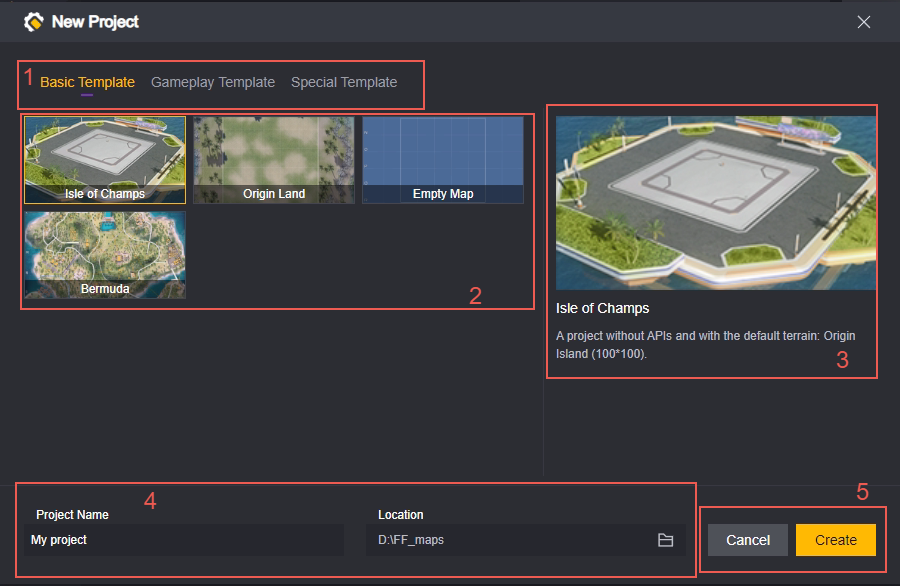 New Project
1
Basic Template Gameplay Template Special Template
Isle of Champs Origin Land Empty Map
Bermuda
2
Isle of Champs
A project without APIs and with the default terrain: Origin
Island (100*100).
3
4
Project Name Location
My project D:\FF_maps
5
Cancel Create